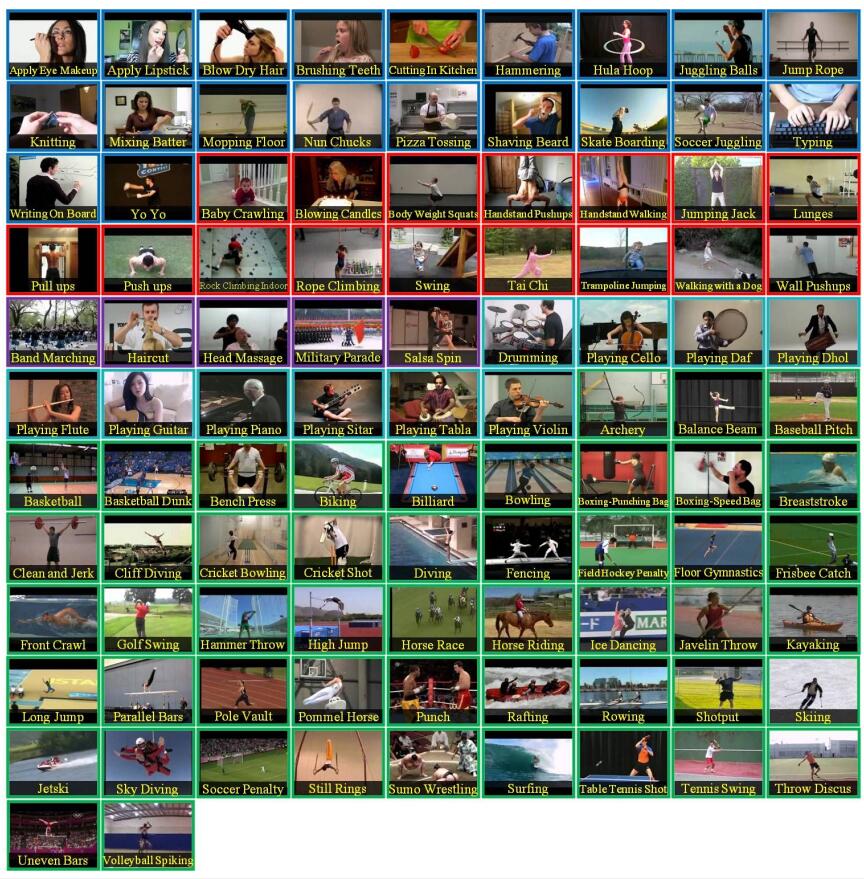 Apply Eye Makeup
Apply Lipstick
Blow Dry Hair
Brushing Teeth
Cutting In Kitchen
Hammering
Hula Hoop
Juggling Balls
Jump Rope
Knitting
Mixing Batter
Mopping Floor
Nun Chucks
Pizza Tossing
Shaving Beard
Skate Boarding
Soccer Juggling
Typing
Writing On Board
Yo Yo
Baby Crawling
Blowing Candles
Body Weight Squats
Handstand Pushups
Handstand Walking
Jumping Jack
Lunges
Pull ups
Push ups
Rock Climbing Indoor
Rope Climbing
Swing
Tai Chi
Trampoline Jumping
Walking with a Dog
Wall Pushups
Band Marching
Haircut
Head Massage
Military Parade
Salsa Spin
Drumming
Playing Cello
Playing Daf
Playing Dhol
Playing Flute
Playing Guitar
Playing Piano
Playing Sitar
Playing Tabla
Playing Violin
Archery
Balance Beam
Baseball Pitch
Basketball
Basketball Dunk
Bench Press
Biking
Billiard
Bowling
Boxing-Punching Bag
Boxing-Speed Bag
Breaststroke
Clean and Jerk
Cliff Diving
Cricket Bowling
Cricket Shot
Diving
Fencing
Field Hockey Penalty
Floor Gymnastics
Frisbee Catch
Front Crawl
Golf Swing
Hammer Throw
High Jump
Horse Race
Horse Riding
Ice Dancing
Javelin Throw
Kayaking
Long Jump
Parallel Bars
Pole Vault
Pommel Horse
Punch
Rafting
Rowing
Shotput
Skiing
Jetski
Sky Diving
Soccer Penalty
Still Rings
Sumo Wrestling
Surfing
Table Tennis Shot
Tennis Swing
Throw Discus
Uneven Bars
Volleyball Spiking